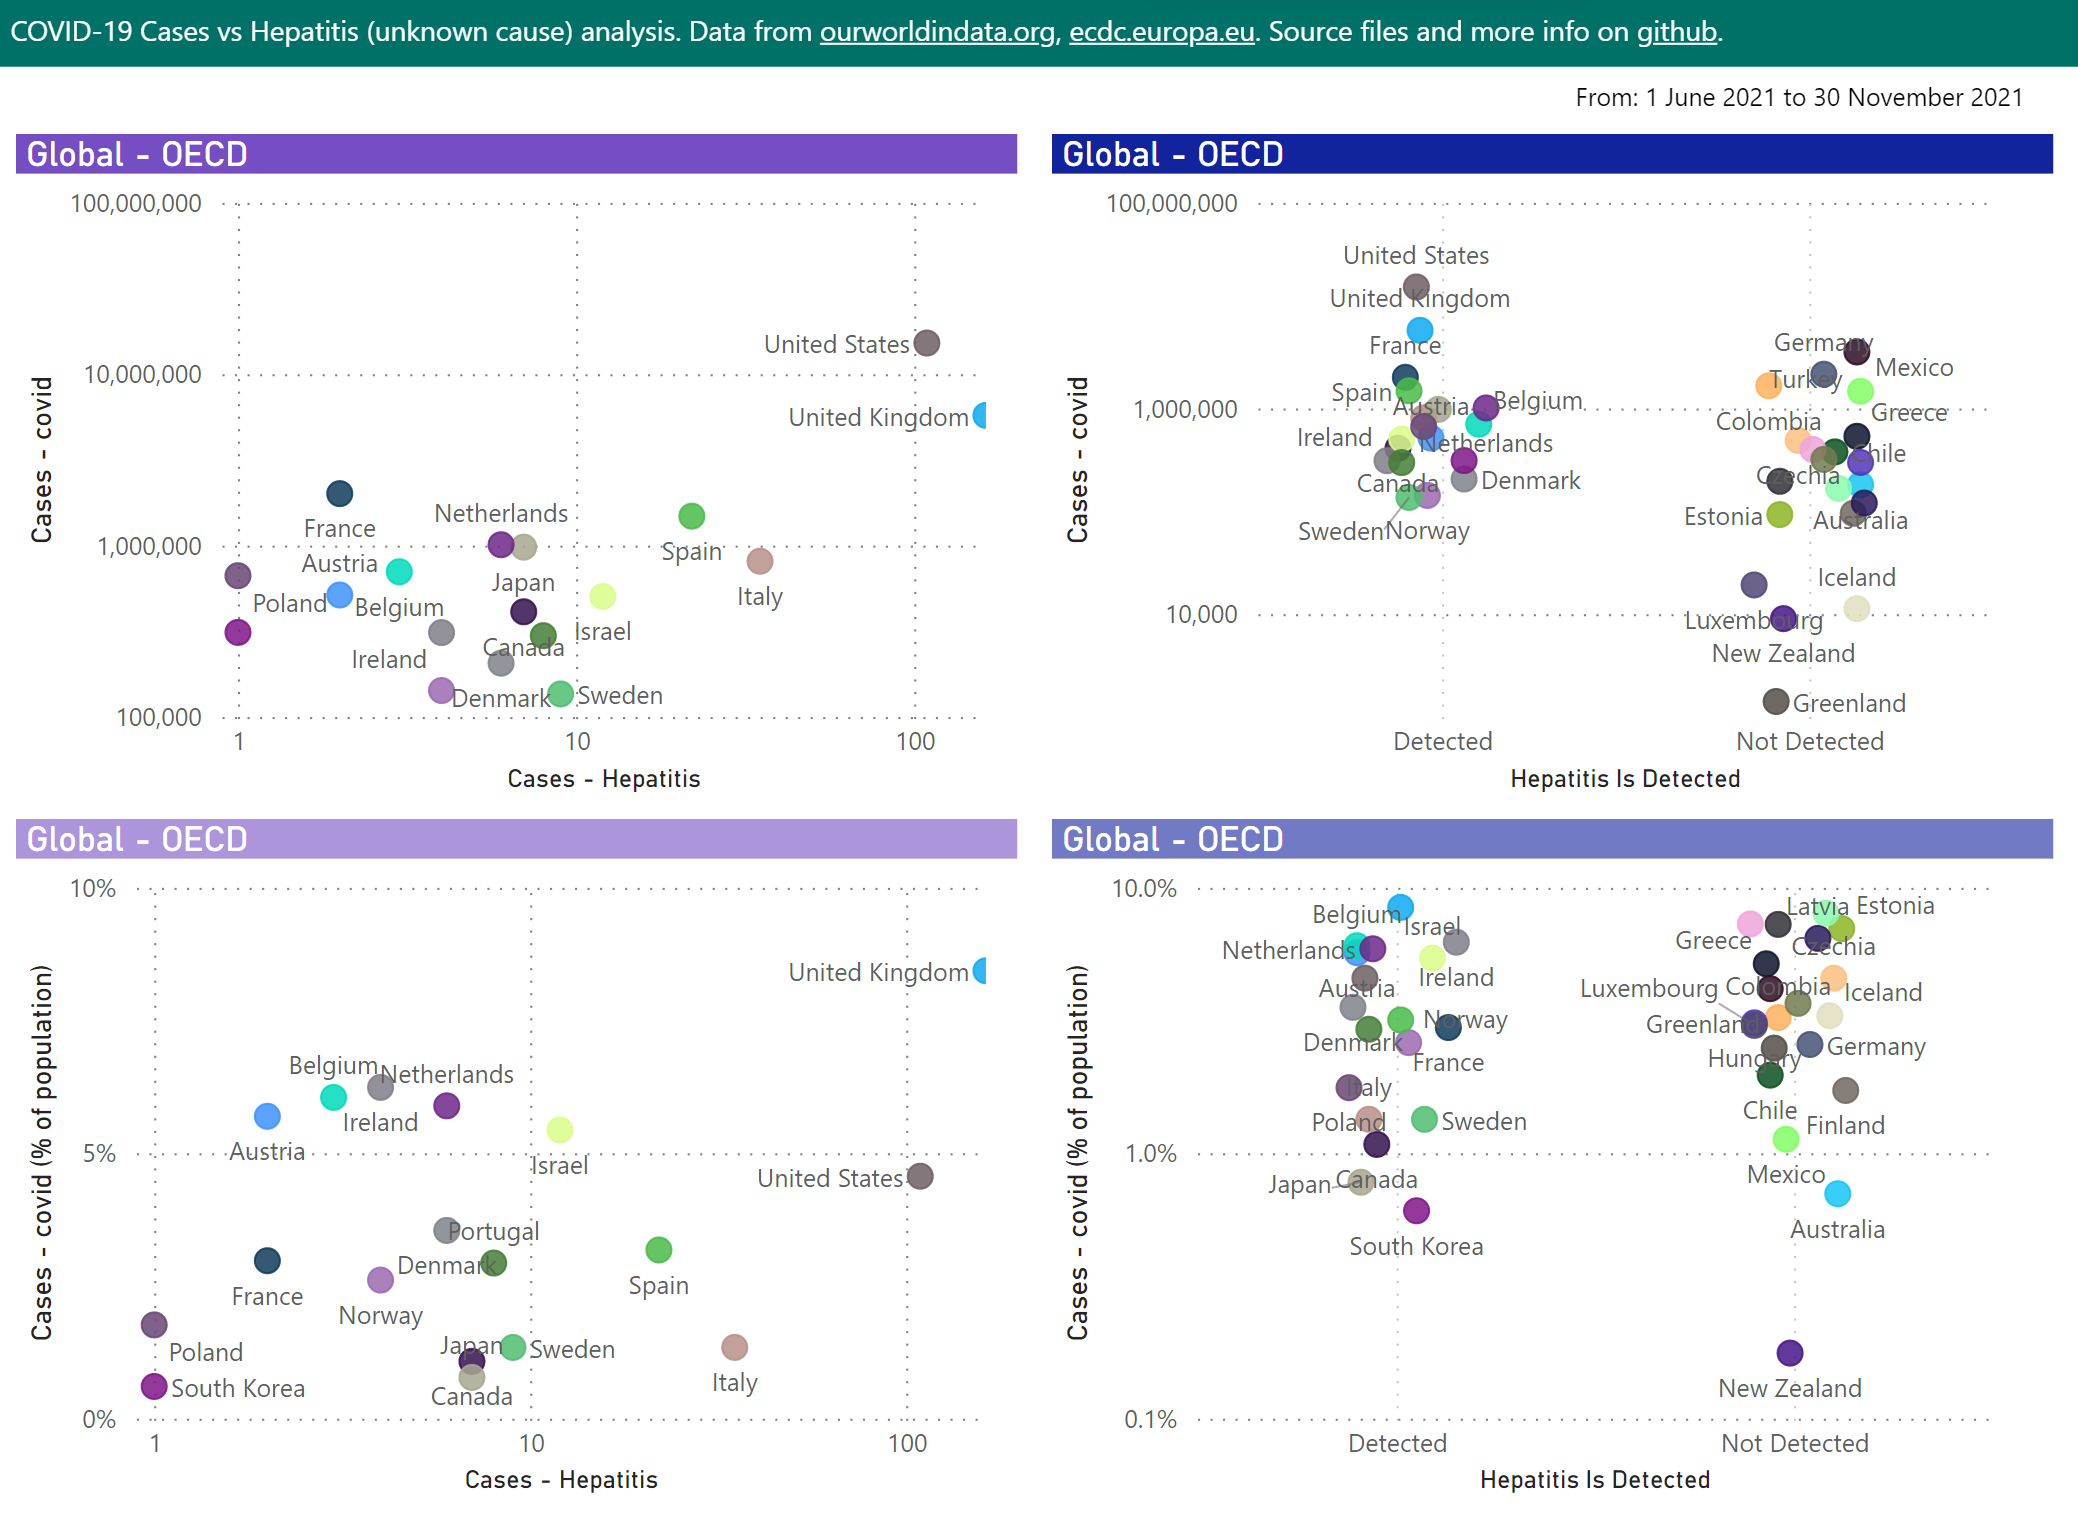 COVID-19 Cases vs Hepatitis (unknown cause) analysis. Data from ourworldindata.org, ecdc.europa.eu. Source files and more info on github.
From: 1 June 2021 to 30 November 2021
Global - OECD
Cases - covid
100,000,000
10,000,000
1,000,000
100,000
United States
United Kingdom
France
Netherlands
Spain
Austria
Japan
Italy
Poland
Belgium
Israel
Canada
Ireland
Denmark
Sweden
1
10
100
Cases - Hepatitis
Global - OECD
Cases - covid
100,000,000
1,000,000
10,000
United States
United Kingdom
France
Spain
Austria
Belgium
Ireland
Netherlands
Canada
Denmark
Sweden
Norway
Germany
Mexico
Turkey
Greece
Colombia
Chile
Czechia
Estonia
Australia
Iceland
Luxembourg
New Zealand
Greenland
Detected
Not Detected
Hepatitis Is Detected
Global - OECD
Cases - covid (% of population)
10%
5%
0%
United Kingdom
Belgium
Netherlands
Ireland
Austria
Israel
United States
Portugal
Denmark
France
Spain
Norway
Poland
Japan
Sweden
South Korea
Canada
Italy
1
10
100
Cases - Hepatitis
Global - OECD
Cases - covid (% of population)
10.0%
1.0%
0.1%
Belgium
Israel
Netherlands
Ireland
Austria
Norway
Denmark
France
Italy
Poland
Sweden
Japan
Canada
South Korea
Latvia
Estonia
Greece
Czechia
Luxembourg
Colombia
Iceland
Greenland
Hungary
Germany
Chile
Finland
Mexico
Australia
New Zealand
Detected
Not Detected
Hepatitis Is Detected